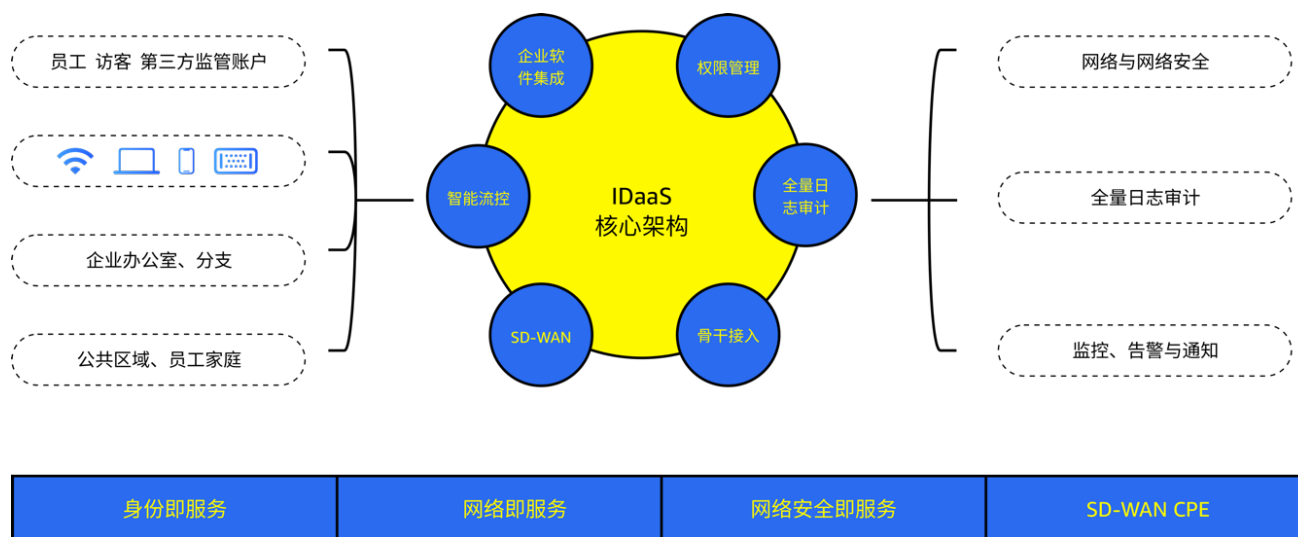 员工 访客 第三方监管账户
企业办公室、分支
公共区域、员工家庭
企业软
件集成
权限管理
智能流控
全量日
志审计
IDaaS
核心架构
SD-WAN
骨干接入
网络与网络安全
全量日志审计
监控、告警与通知
身份即服务
网络即服务
网络安全即服务
SD-WAN CPE